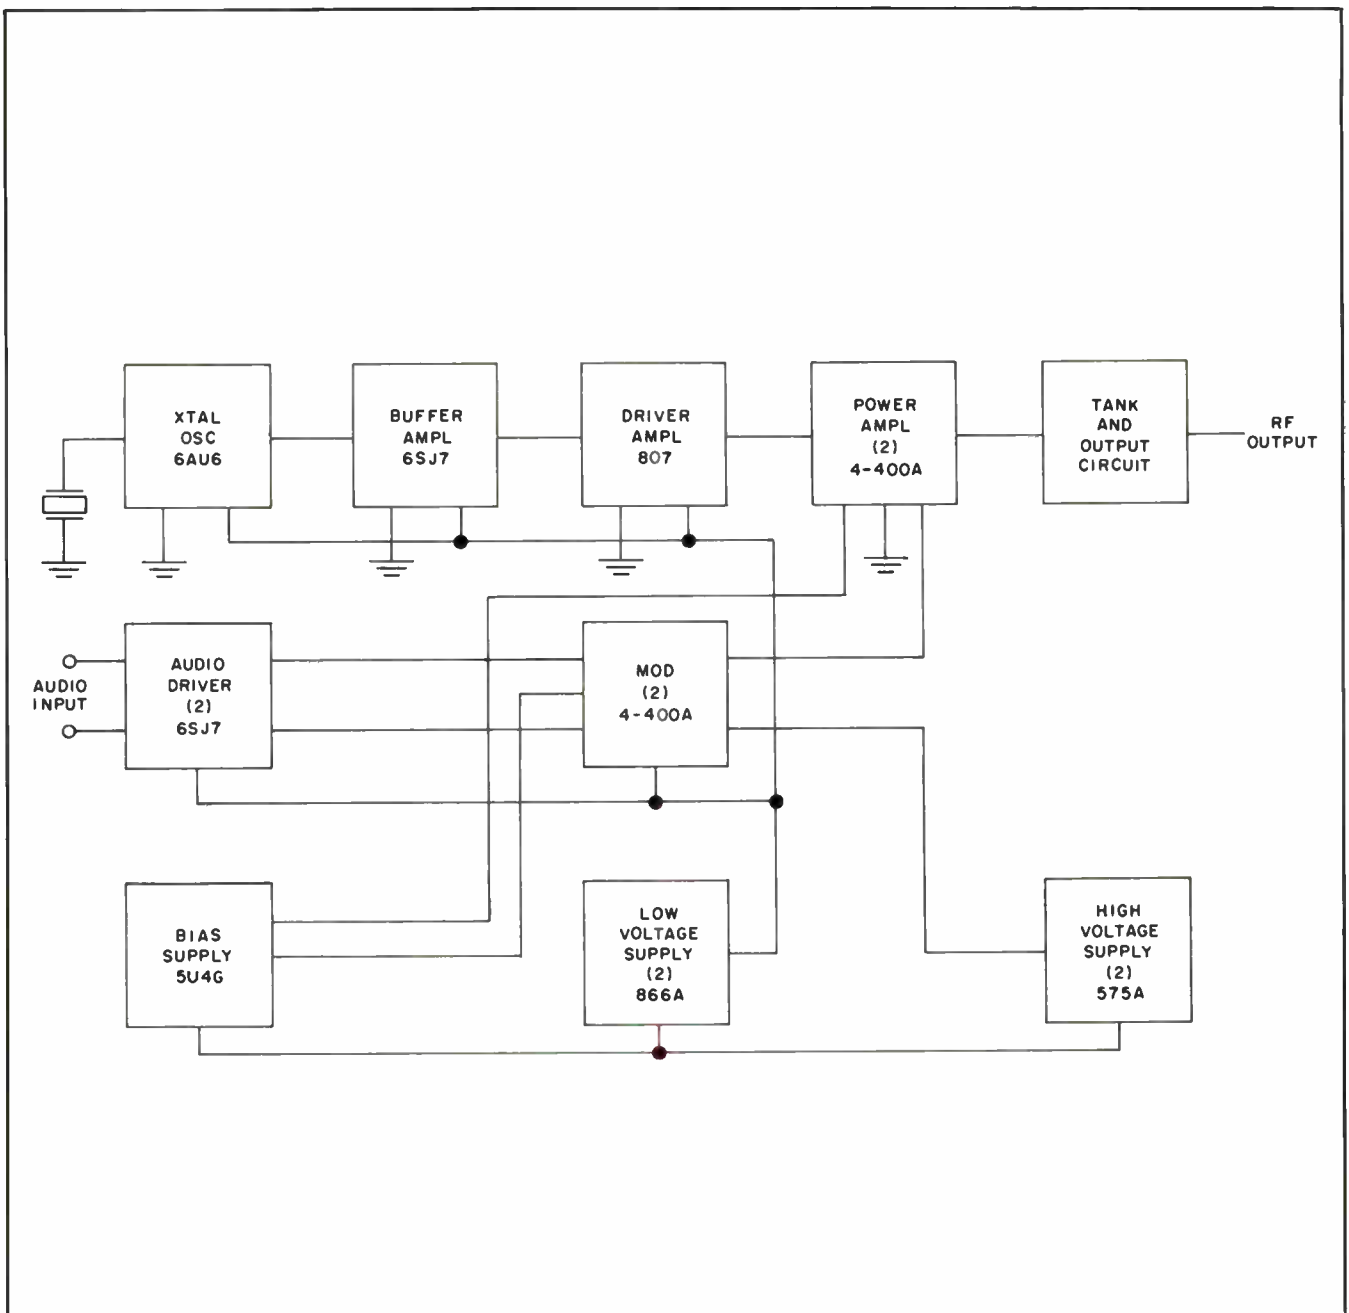 XTAL
OSC
6AU6
BUFFER
AMPL
6SJ7
DRIVER
AMPL
807
POWER
AMPL
(2)
4-400A
TANK
AND
OUTPUT
CIRCUIT
RF
OUTPUT
AUDIO
INPUT
AUDIO
DRIVER
(2)
6SJ7
MOD
(2)
4-400A
BIAS
SUPPLY
5U4G
LOW
VOLTAGE
SUPPLY
(2)
866A
HIGH
VOLTAGE
SUPPLY
(2)
575A